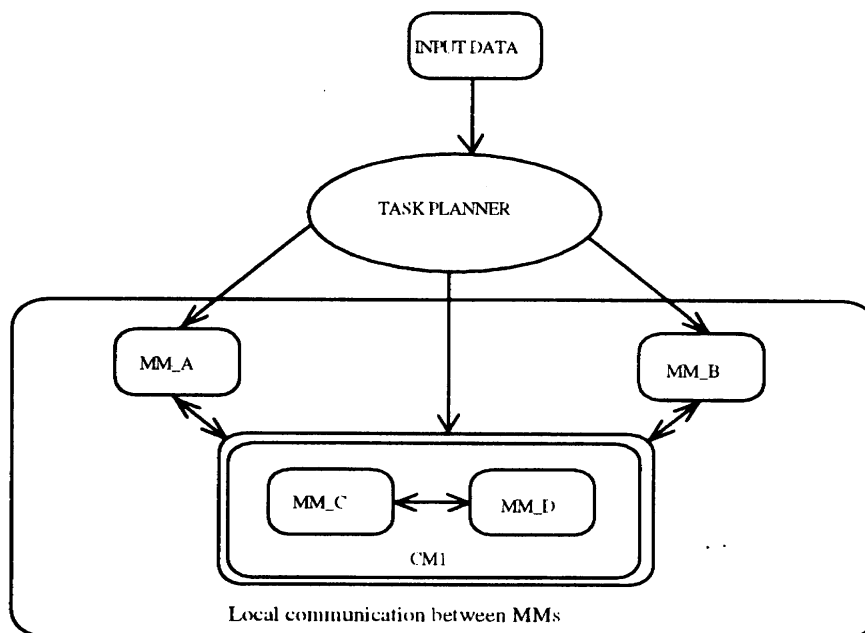 INPUT DATA
TASK PLANNER
MM_A
MM_B
MM_C
MM_D
CM1
Local communication between MMs